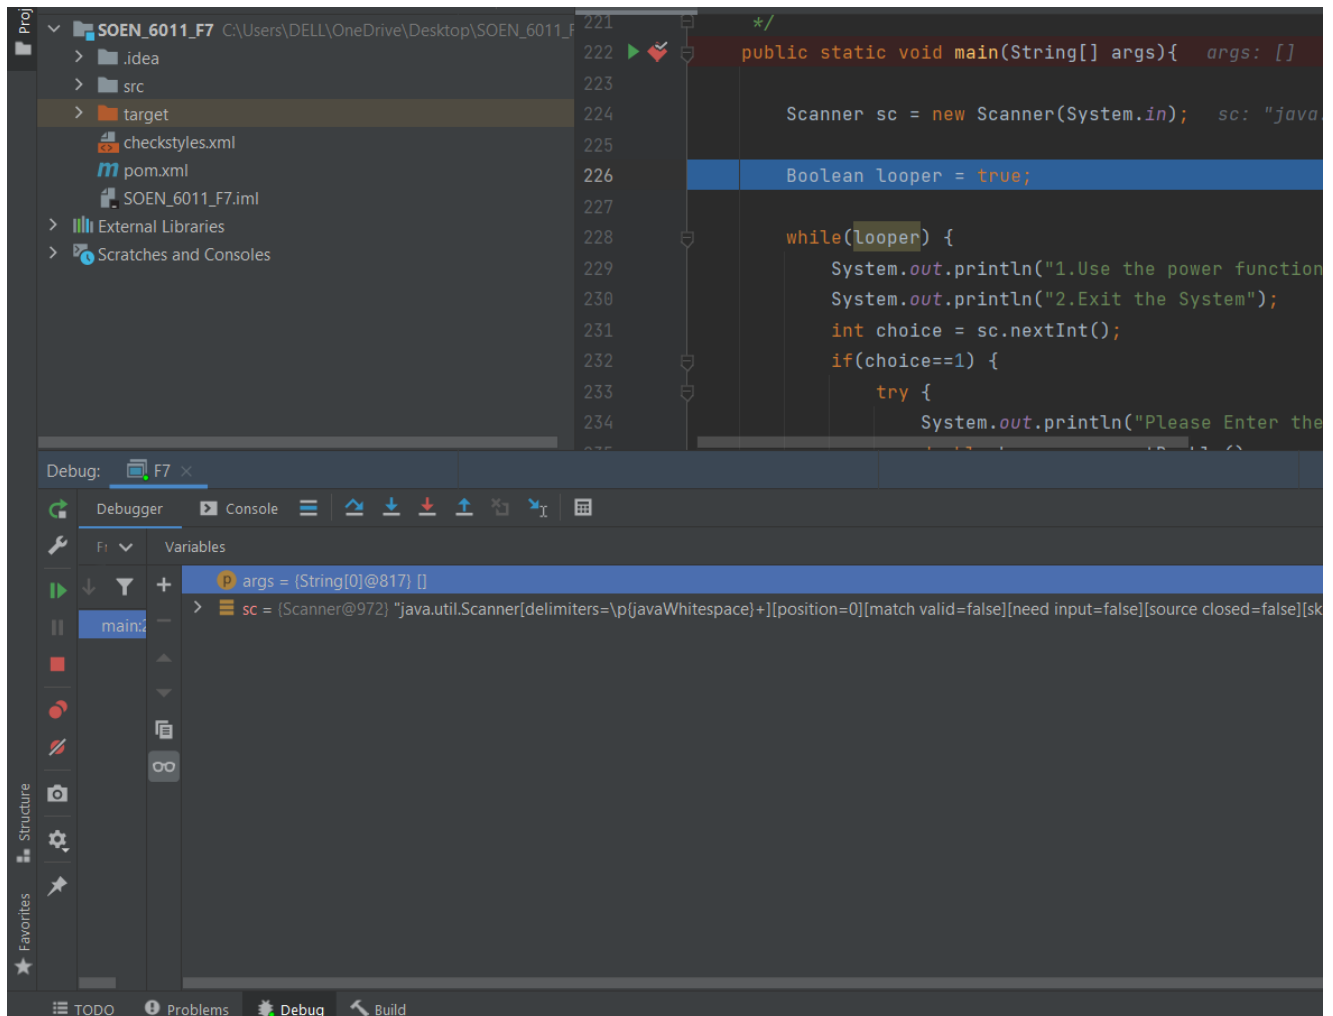 Proj
SOEN_6011_F7 C:\Users\DELL\OneDrive\Desktop\SOEN_6011_F
.idea
src
target
checkstyles.xml
pom.xml
SOEN_6011_F7.iml
External Libraries
Scratches and Consoles
221 */
222 public static void main(String[] args){ args: []
223
224 Scanner sc = new Scanner(System.in); sc: "java.
225
226 Boolean looper = true;
227
228 while(looper) {
229 System.out.println("1.Use the power function
230 System.out.println("2.Exit the System");
231 int choice = sc.nextInt();
232 if(choice==1) {
233 try {
234 System.out.println("Please Enter the
Debug: F7
Debugger Console
Variables
main:
args = {String[0]@817} []
sc = {Scanner@972} "java.util.Scanner[delimiters=\p{javaWhitespace}+][position=0][match valid=false][need input=false][source closed=false][sk
Structure
Favorites
TODO Problems Debug Build